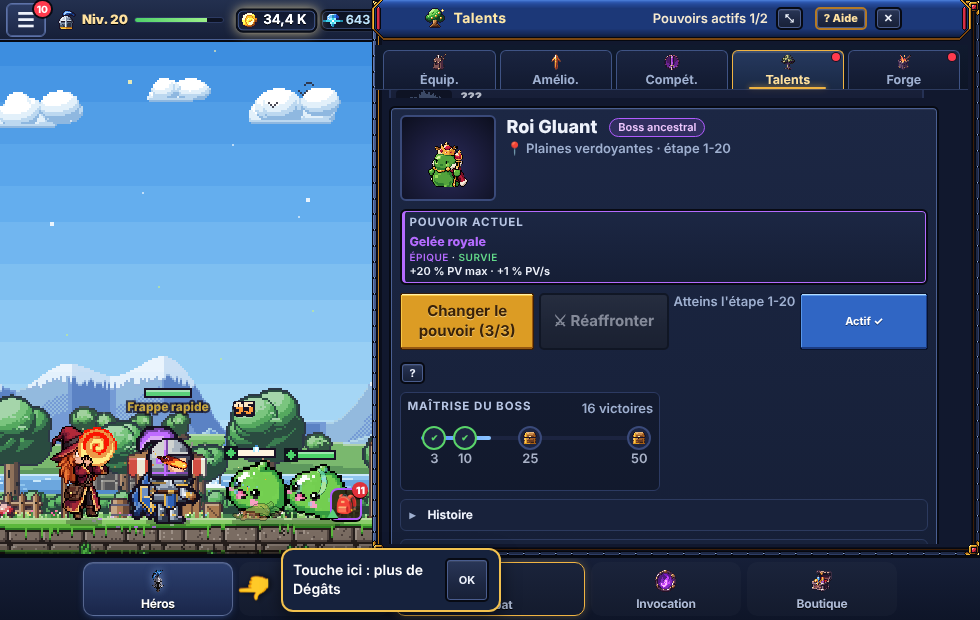 10
Niv. 20
34,4 K
643
Talents
Pouvoirs actifs 1/2
? Aide
Équip.
Amélio.
Compét.
Talents
Forge
???
Roi Gluant
Boss ancestral
Plaines verdoyantes · étape 1-20
POUVOIR ACTUEL
Gelée royale
ÉPIQUE · SURVIE
+20 % PV max · +1 % PV/s
Changer le
pouvoir (3/3)
Réaffronter
Atteins l'étape 1-20
Actif ✓
?
MAÎTRISE DU BOSS
16 victoires
3
10
25
50
Histoire
Frappe rapide
95
11
Touche ici : plus de
Dégâts
OK
Héros
Invocation
Boutique